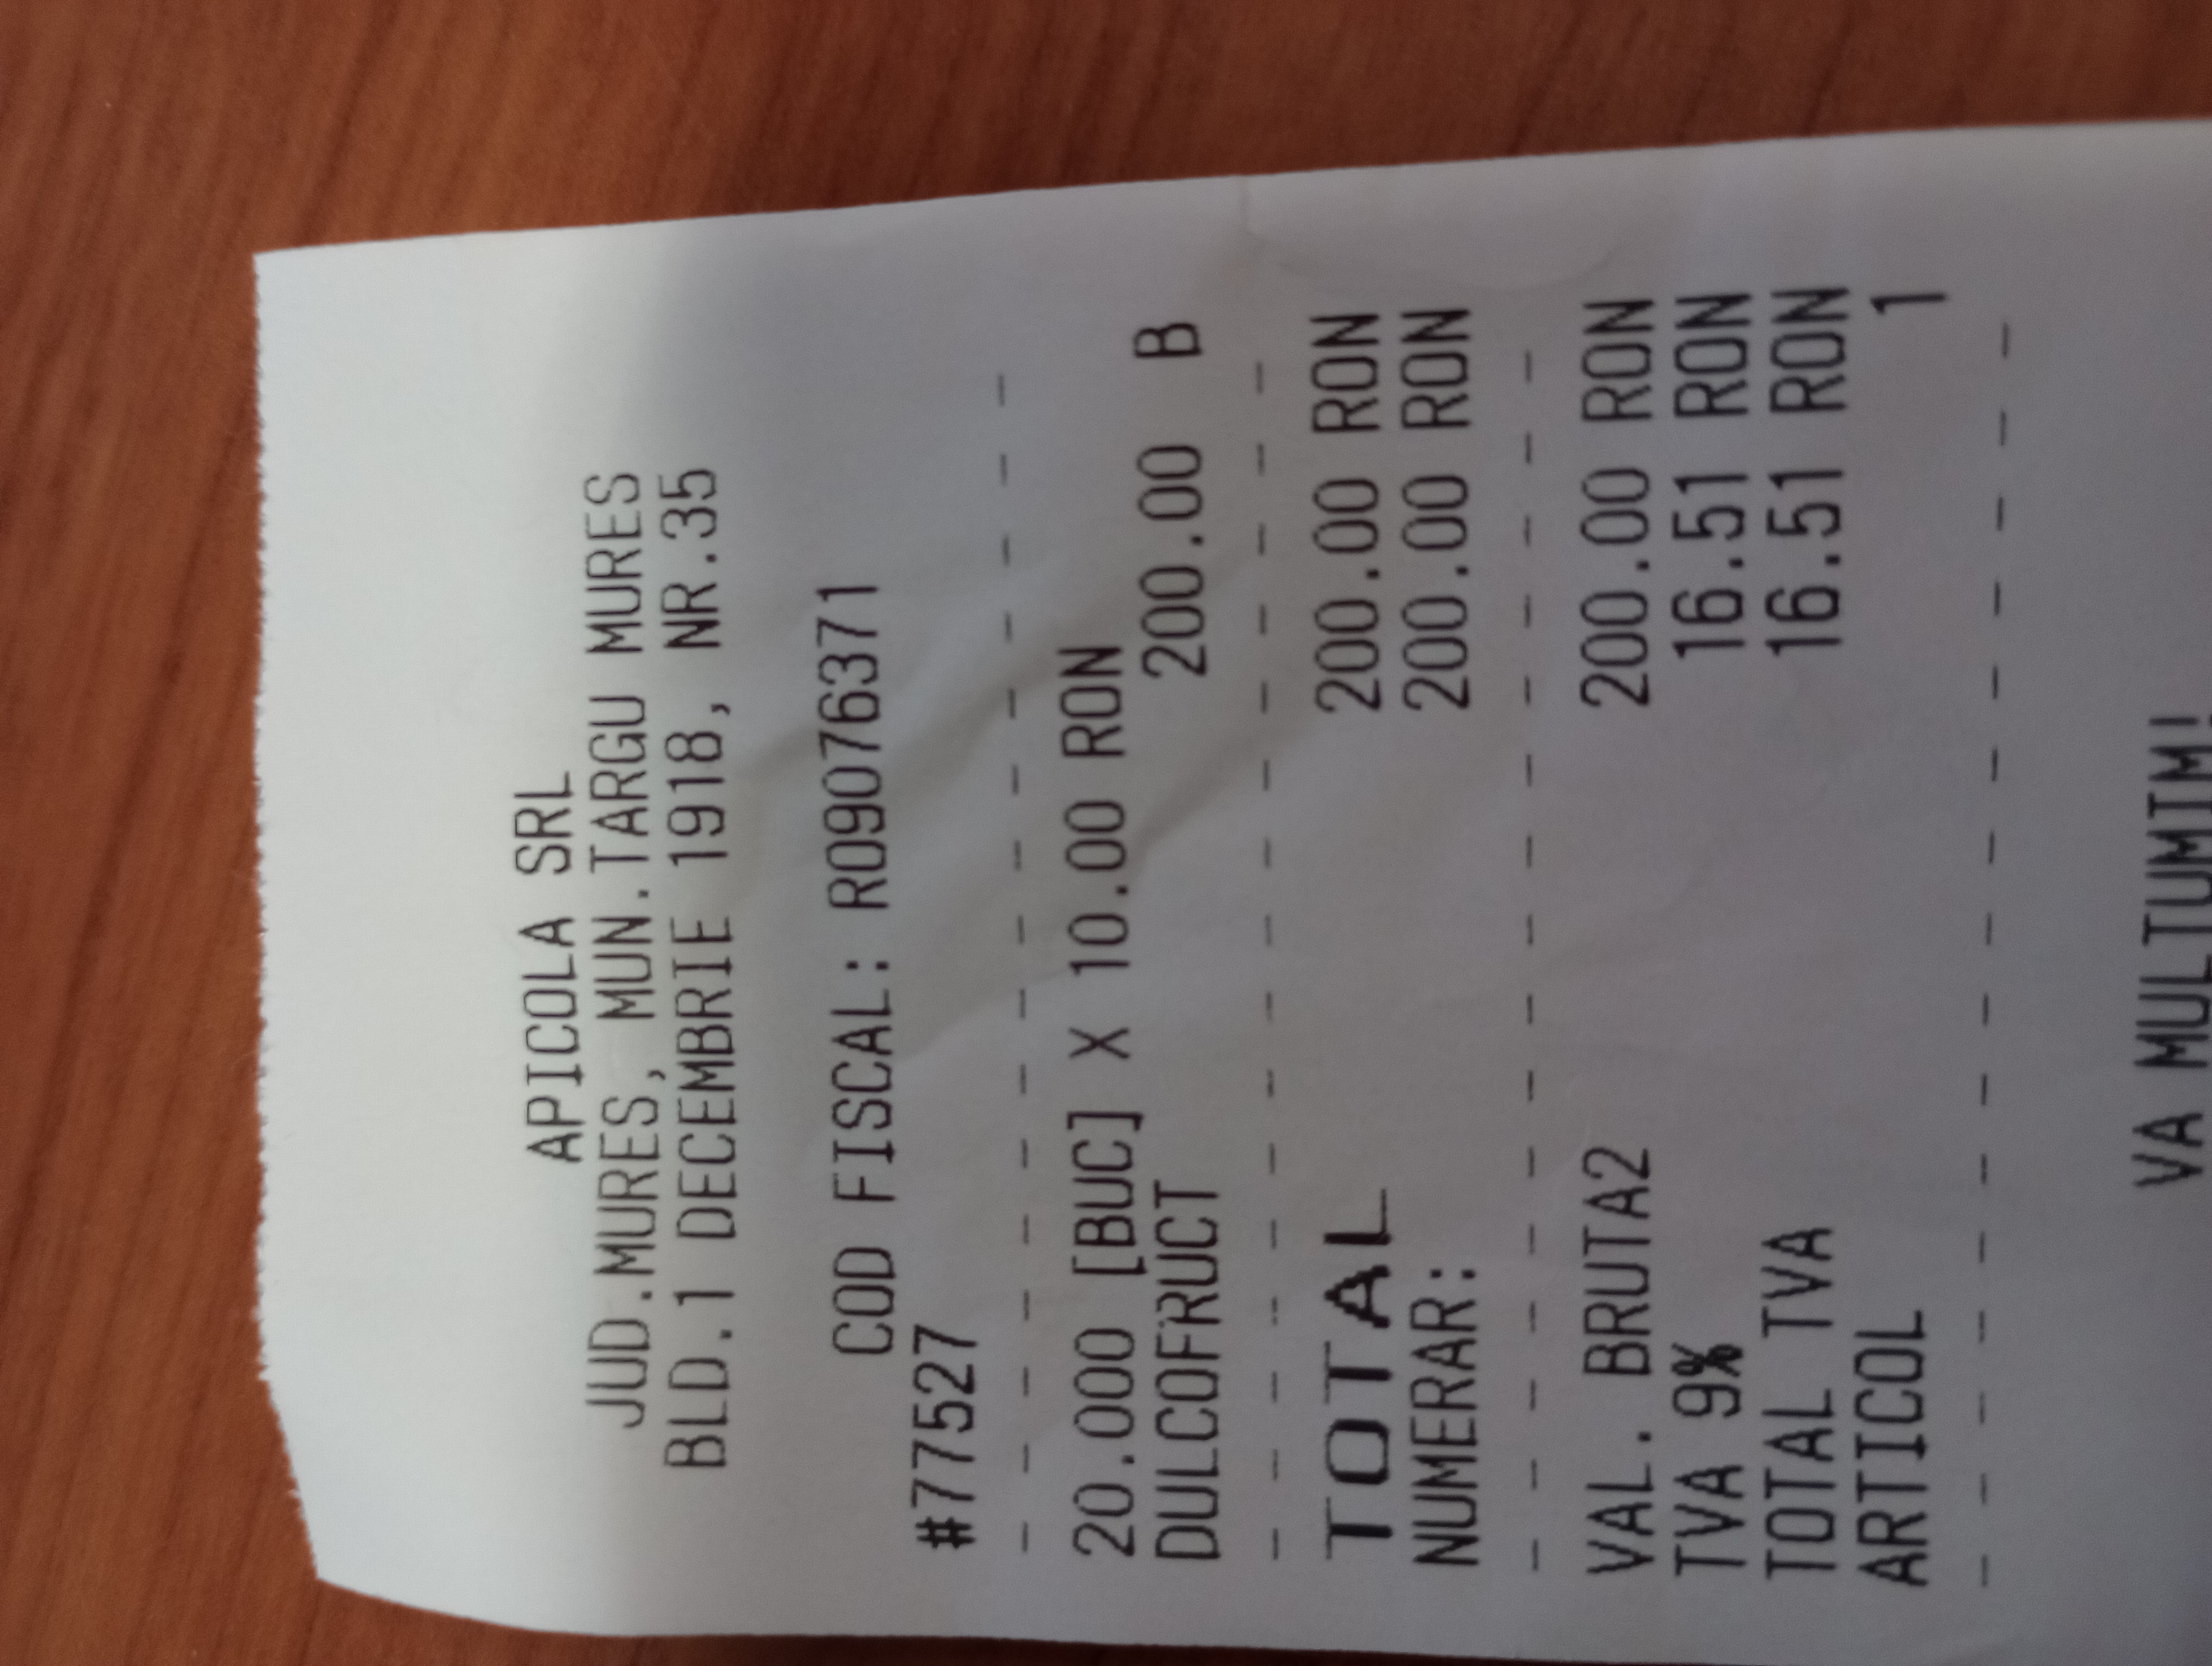 APICOLA SRL
JUD.MURES, MUN.TARGU MURES
BLD.1 DECEMBRIE 1918, NR.35
COD FISCAL: RO9076371
#77527
20.000 [BUC] X 10.00 RON
DULCOFRUCT 200.00 B
TOTAL 200.00 RON
NUMERAR: 200.00 RON
VAL. BRUTA2 200.00 RON
TVA 9% 16.51 RON
TOTAL TVA 16.51 RON
ARTICOL 1
VA MULTUMIM!